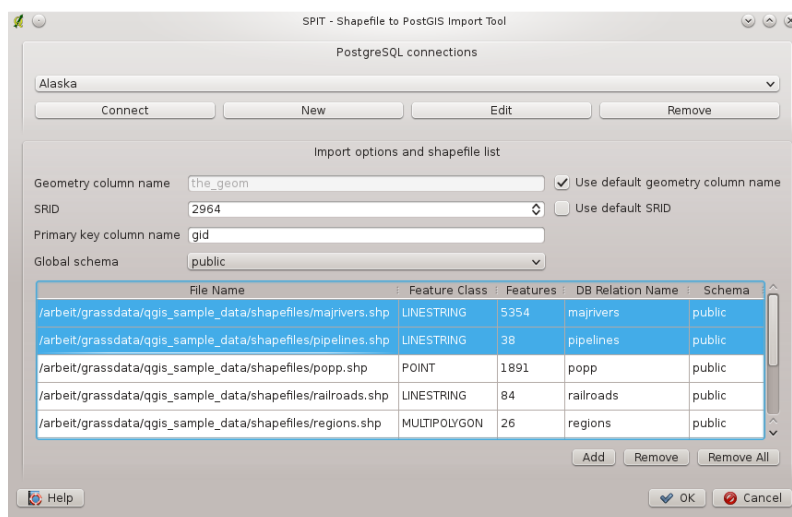 SPIT - Shapefile to PostGIS Import Tool
PostgreSQL connections
Alaska
Connect New Edit Remove
Import options and shapefile list
Geometry column name the_geom Use default geometry column name
SRID 2964 Use default SRID
Primary key column name gid
Global schema public
File Name Feature Class Features DB Relation Name Schema
/arbeit/grassdata/qgis_sample_data/shapefiles/majrivers.shp LINESTRING 5354 majrivers public
/arbeit/grassdata/qgis_sample_data/shapefiles/pipelines.shp LINESTRING 38 pipelines public
/arbeit/grassdata/qgis_sample_data/shapefiles/popp.shp POINT 1891 popp public
/arbeit/grassdata/qgis_sample_data/shapefiles/railroads.shp LINESTRING 84 railroads public
/arbeit/grassdata/qgis_sample_data/shapefiles/regions.shp MULTIPOLYGON 26 regions public
Add Remove Remove All
Help OK Cancel